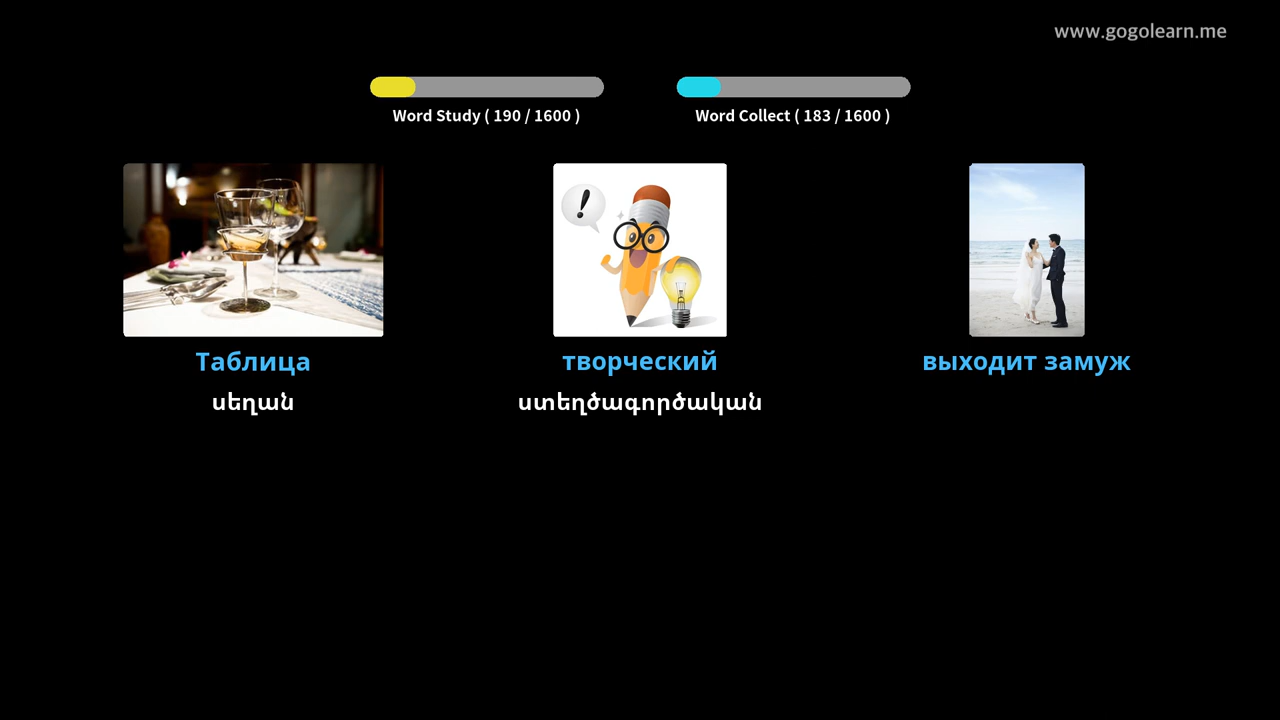 www.gogolearn.me
Word Study ( 190 / 1600 )
Word Collect ( 183 / 1600 )
Таблица
творческий
выходит замуж
սեղան
ստեղծագործական